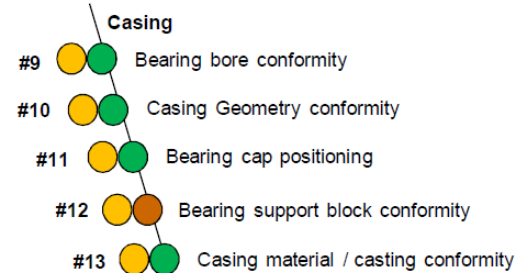 Casing
#9 Bearing bore conformity
#10 Casing Geometry conformity
#11 Bearing cap positioning
#12 Bearing support block conformity
#13 Casing material / casting conformity